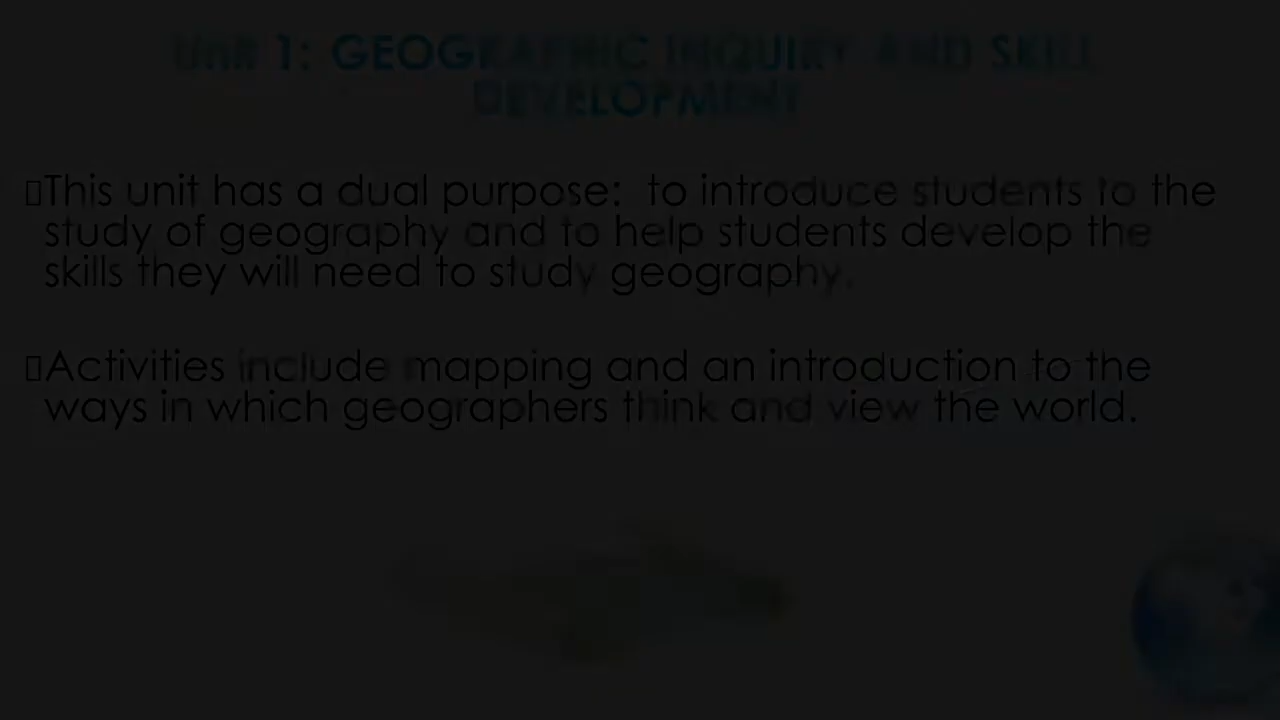 Unit 1: GEOGRAPHIC INQUIRY AND SKILL
DEVELOPMENT
This unit has a dual purpose: to introduce students to the
study of geography and to help students develop the
skills they will need to study geography.
Activities include mapping and an introduction to the
ways in which geographers think and view the world.